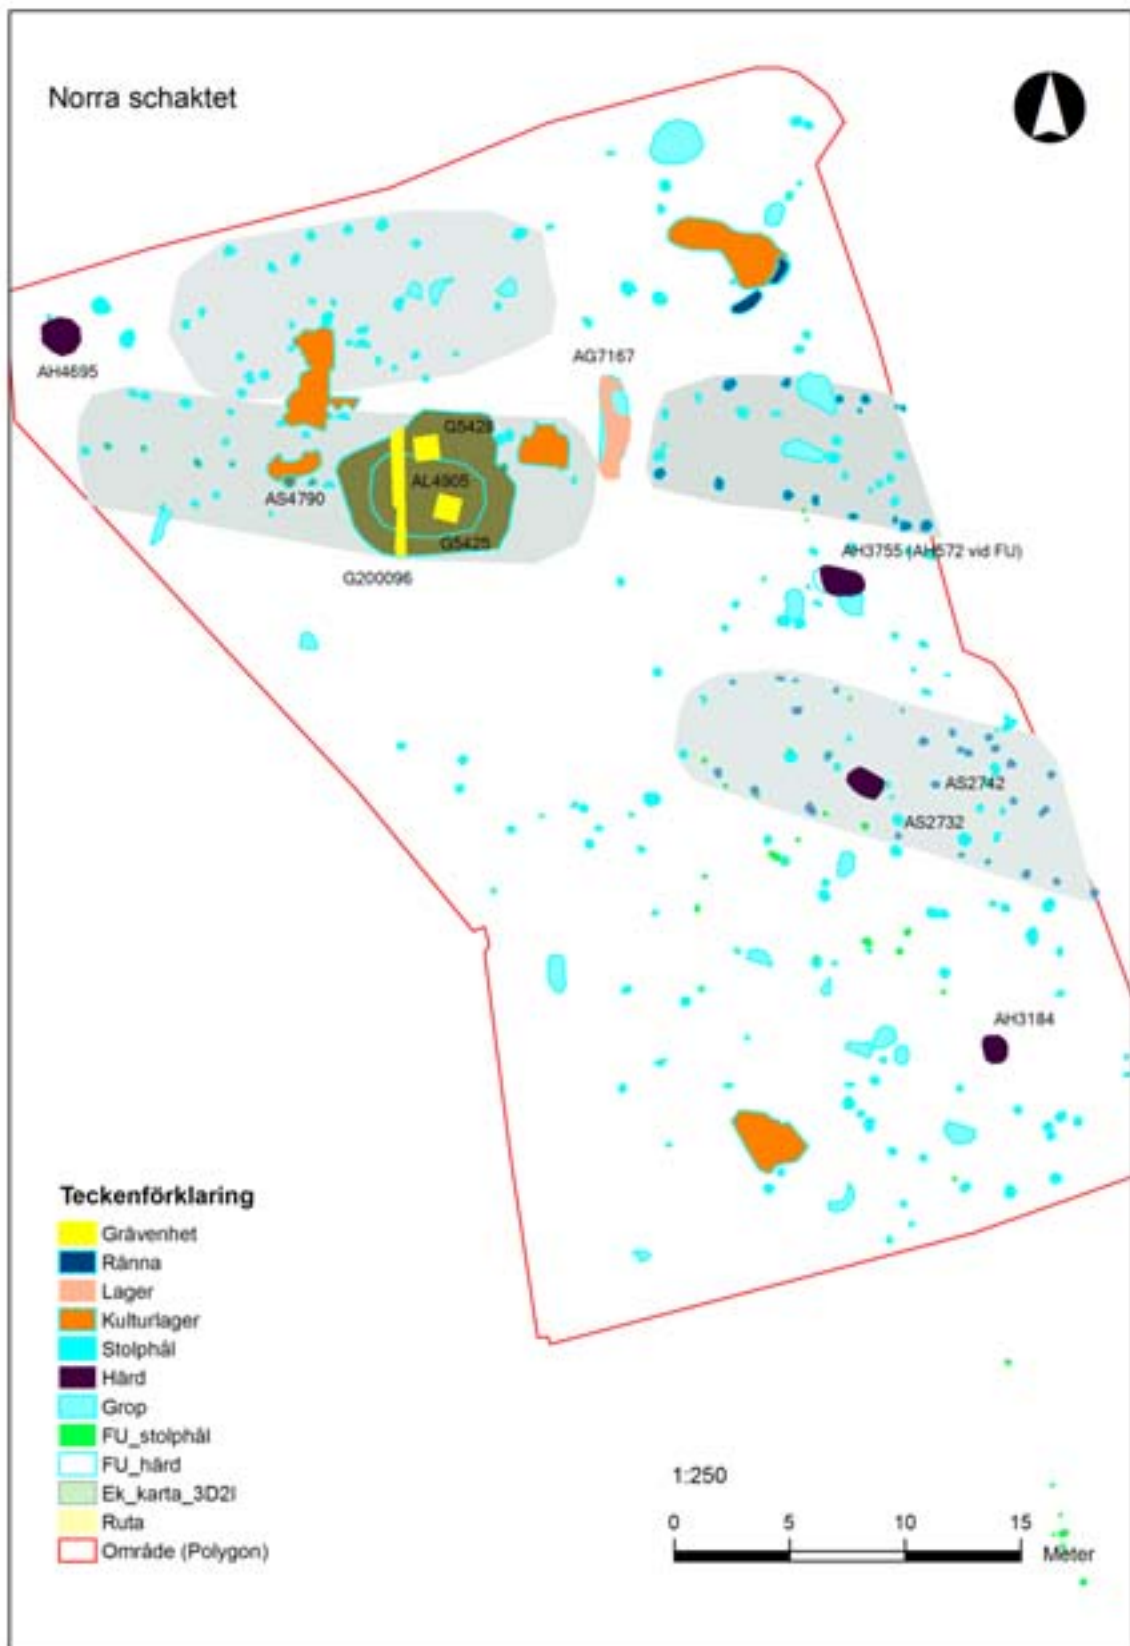 Norra schaktet
AH4695
AG7167
G5428
AL4905
AS4790
G5425
G200096
AH3755 (AH572 vid FU)
AS2742
AS2732
AH3184
Teckenförklaring
Grävenhet
Ränna
Lager
Kulturlager
Stolphål
Härd
Grop
FU_stolphål
FU_härd
Ek_karta_3D2I
Ruta
Område (Polygon)
1:250
0 5 10 15
Meter